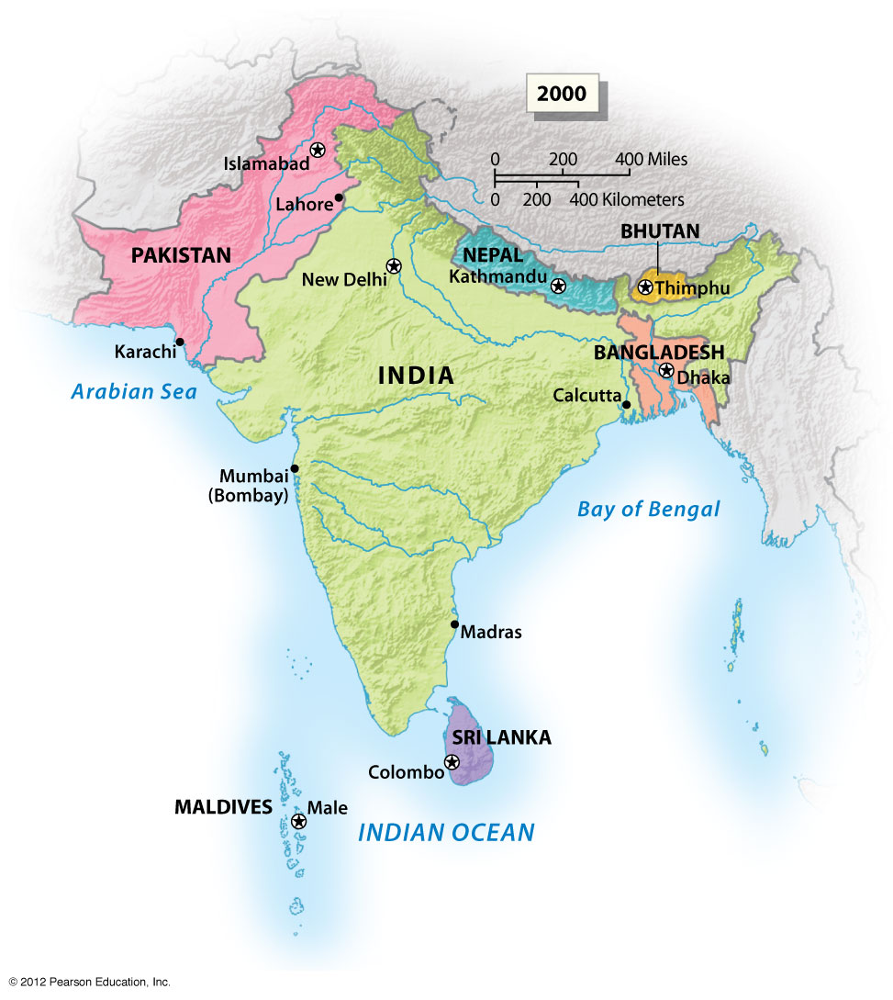 2000
0 200 400 Miles
0 200 400 Kilometers
Islamabad
Lahore
PAKISTAN
BHUTAN
NEPAL
Kathmandu
New Delhi
Thimphu
Karachi
BANGLADESH
INDIA
Dhaka
Arabian Sea
Calcutta
Mumbai
(Bombay)
Bay of Bengal
Madras
SRI LANKA
Colombo
MALDIVES
Male
INDIAN OCEAN
© 2012 Pearson Education, Inc.